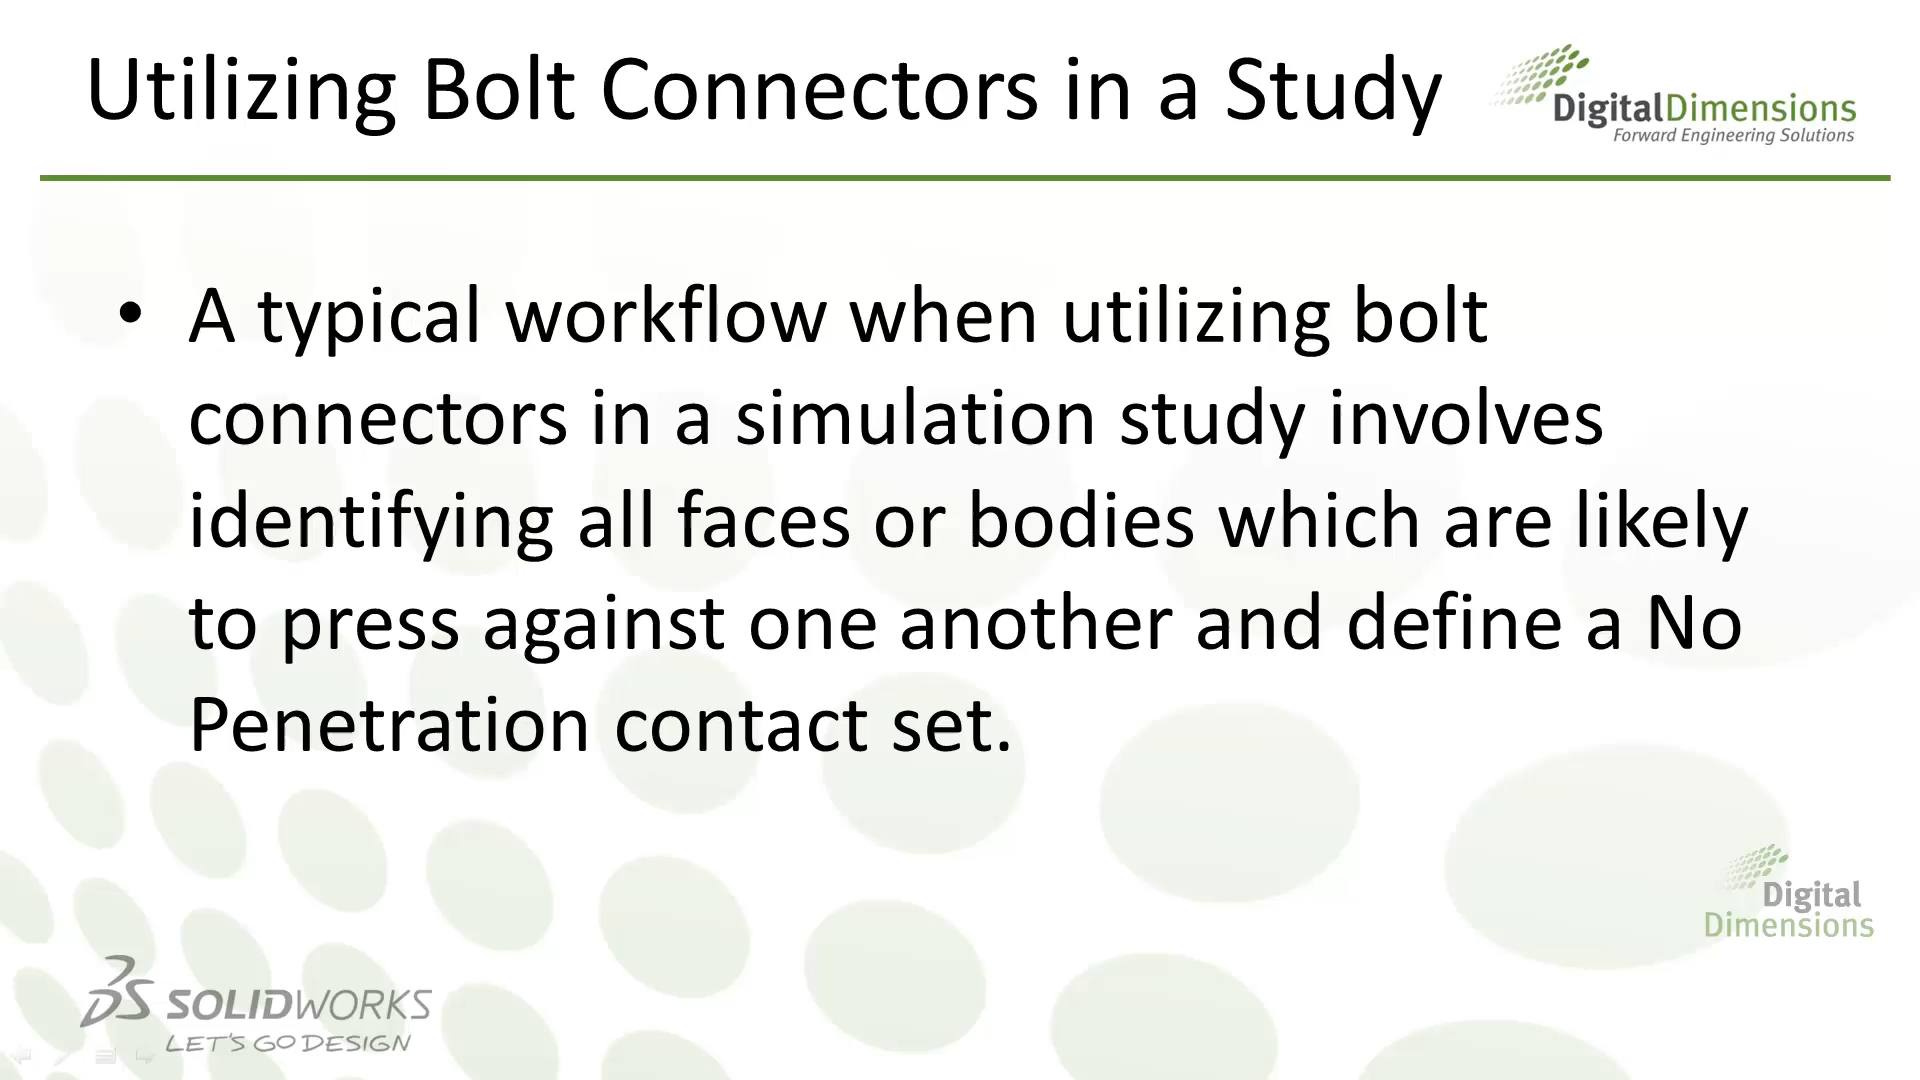 Utilizing Bolt Connectors in a Study
DigitalDimensions
Forward Engineering Solutions
• A typical workflow when utilizing bolt
connectors in a simulation study involves
identifying all faces or bodies which are likely
to press against one another and define a No
Penetration contact set.
Digital
Dimensions
SOLIDWORKS
LET'S GO DESIGN